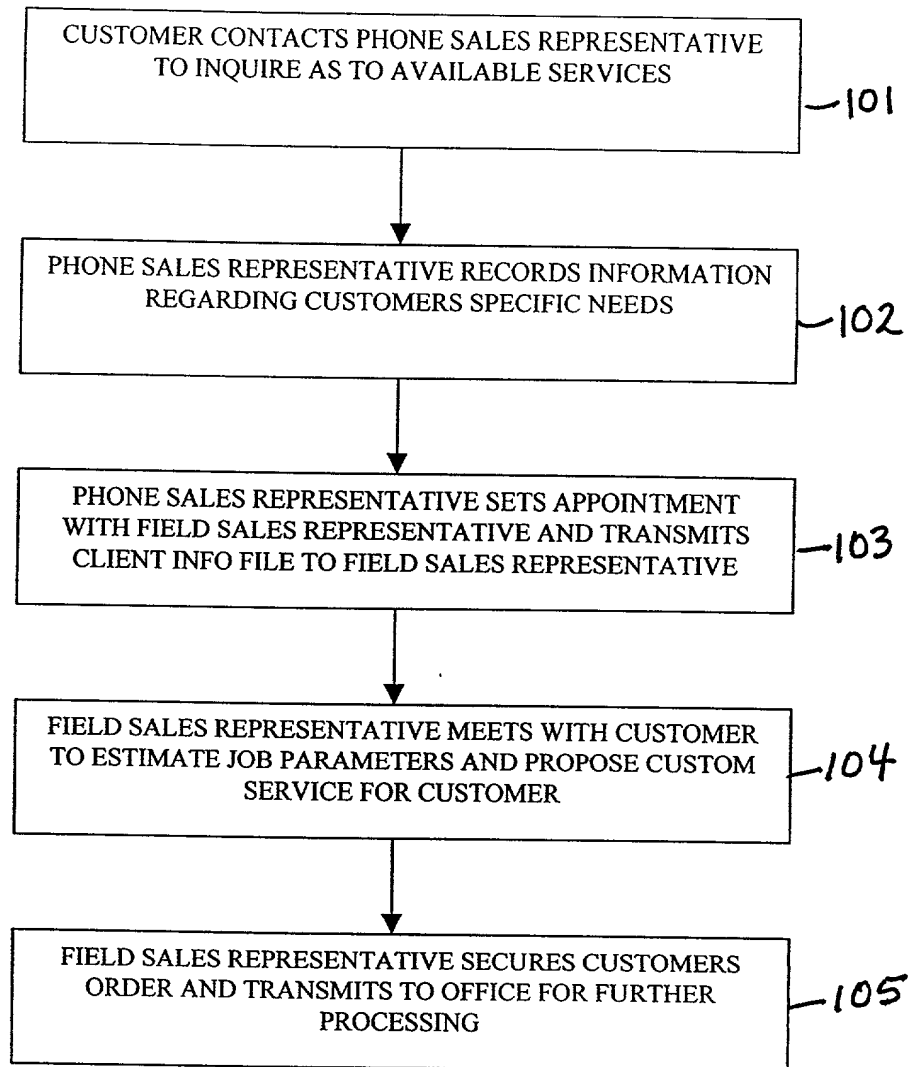 CUSTOMER CONTACTS PHONE SALES REPRESENTATIVE
TO INQUIRE AS TO AVAILABLE SERVICES
101
PHONE SALES REPRESENTATIVE RECORDS INFORMATION
REGARDING CUSTOMERS SPECIFIC NEEDS
102
PHONE SALES REPRESENTATIVE SETS APPOINTMENT
WITH FIELD SALES REPRESENTATIVE AND TRANSMITS
CLIENT INFO FILE TO FIELD SALES REPRESENTATIVE
103
FIELD SALES REPRESENTATIVE MEETS WITH CUSTOMER
TO ESTIMATE JOB PARAMETERS AND PROPOSE CUSTOM
SERVICE FOR CUSTOMER
104
FIELD SALES REPRESENTATIVE SECURES CUSTOMERS
ORDER AND TRANSMITS TO OFFICE FOR FURTHER
PROCESSING
105